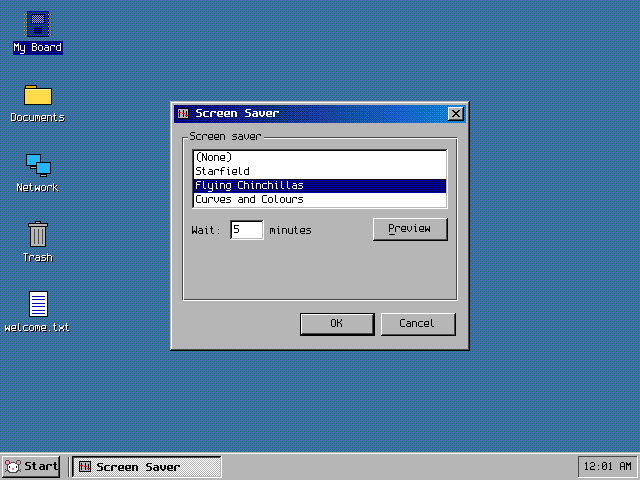 My Board
Documents
Network
Trash
welcome.txt
Screen Saver
Screen saver
(None)
Starfield
Flying Chinchillas
Curves and Colours
Wait: 5 minutes
Preview
OK
Cancel
Start
Screen Saver
12:01 AM